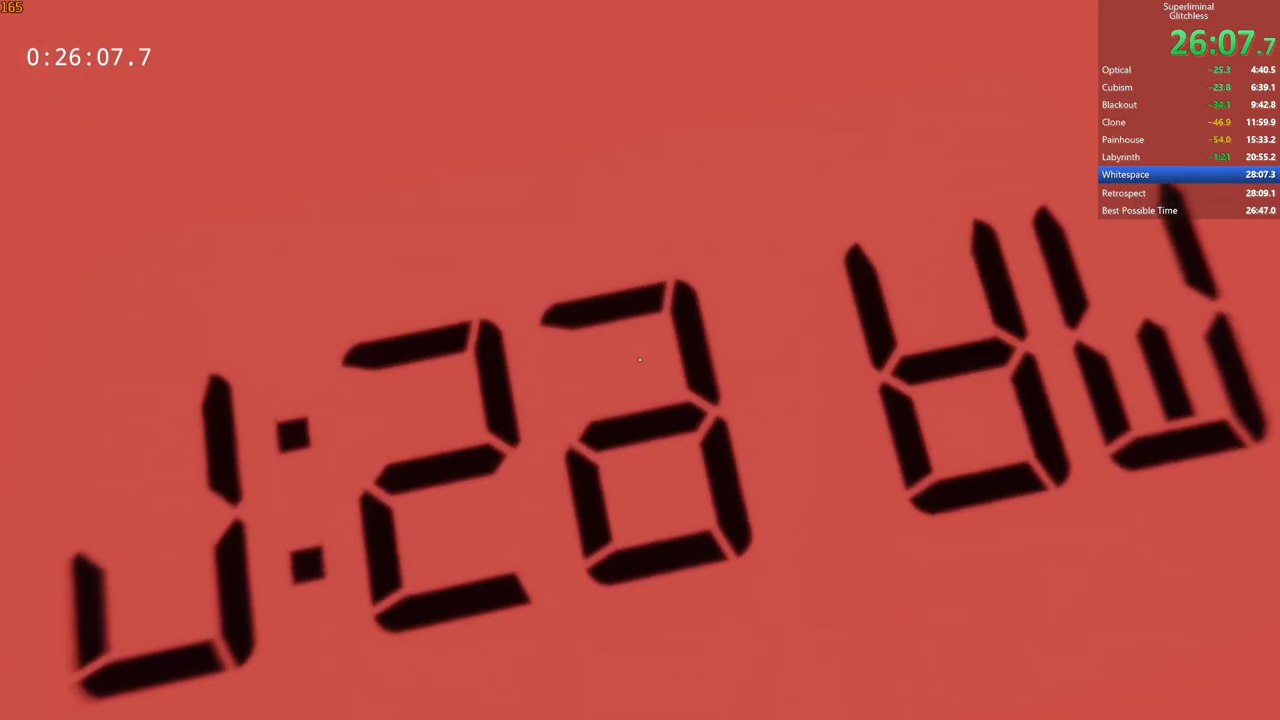 165
0:26:07.7
Superliminal
Glitchless
26:07.7
Optical -25.3 4:40.5
Cubism -23.8 6:39.1
Blackout -34.1 9:42.8
Clone -46.9 11:59.9
Painhouse -54.0 15:33.2
Labyrinth -1:21 20:55.2
Whitespace 28:07.3
Retrospect 28:09.1
Best Possible Time 26:47.0